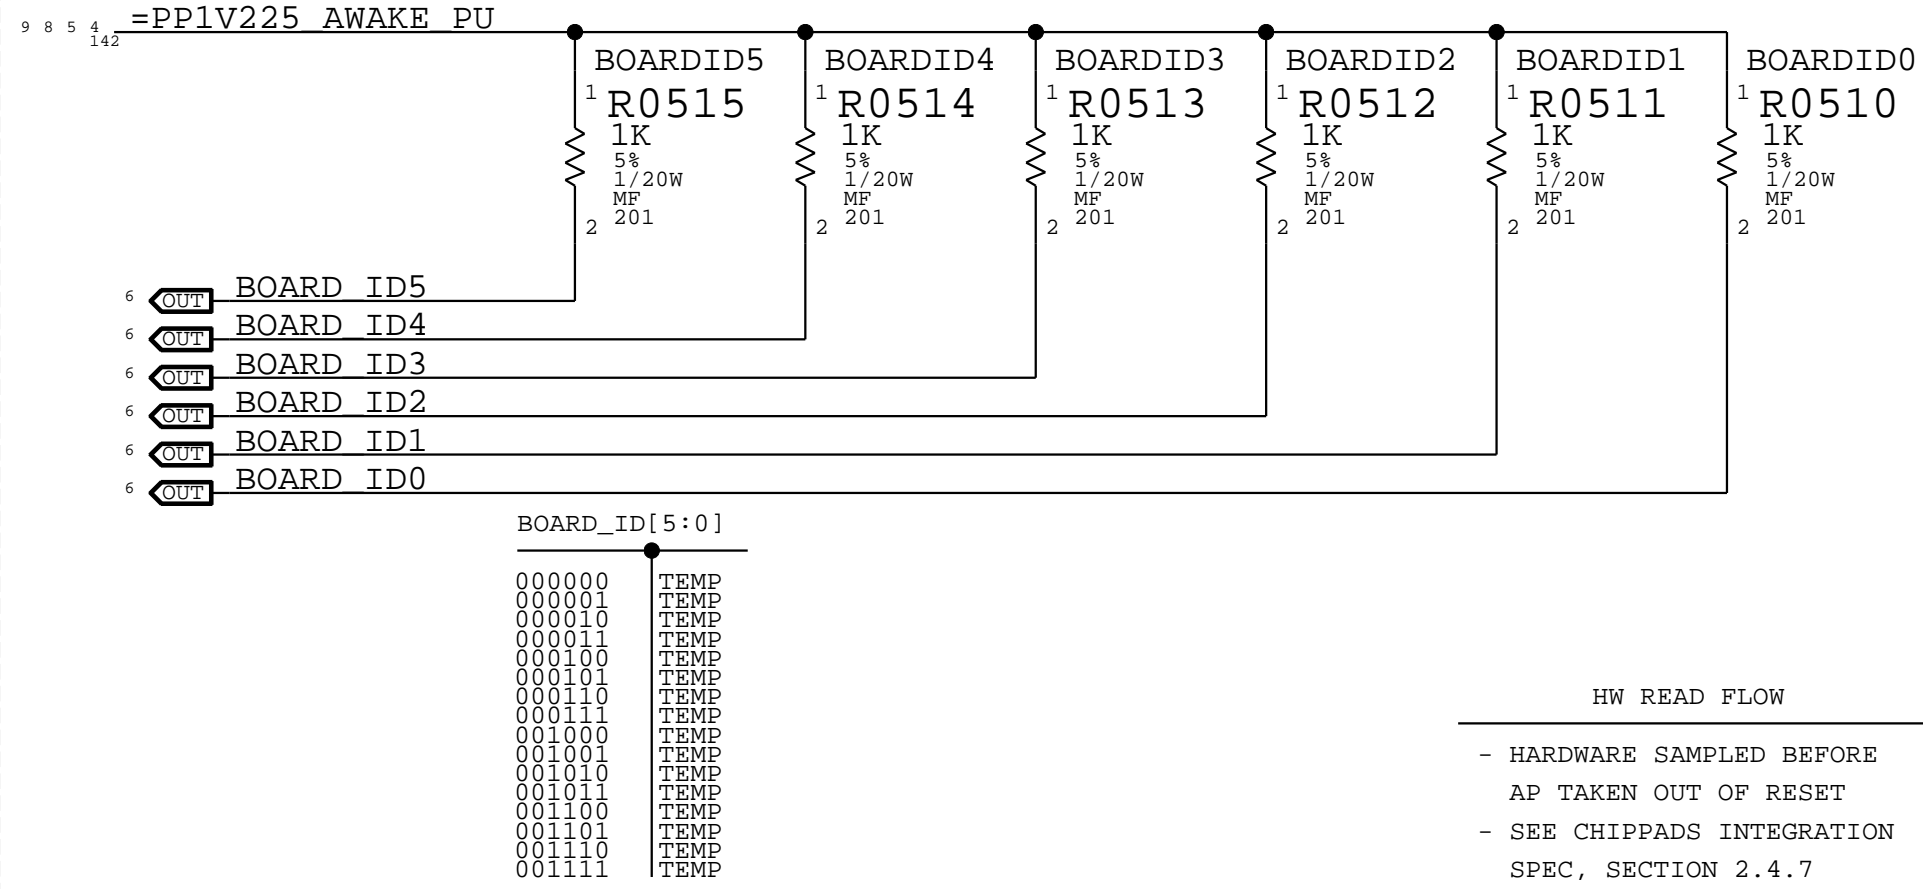 =PP1V225_AWAKE_PU
9 8 5 4
142
BOARDID5 BOARDID4 BOARDID3 BOARDID2 BOARDID1 BOARDID0
1 R0515 1 R0514 1 R0513 1 R0512 1 R0511 1 R0510
1K 1K 1K 1K 1K 1K
5% 5% 5% 5% 5% 5%
1/20W 1/20W 1/20W 1/20W 1/20W 1/20W
MF MF MF MF MF MF
2 201 2 201 2 201 2 201 2 201 2 201
6 OUT BOARD_ID5
6 OUT BOARD_ID4
6 OUT BOARD_ID3
6 OUT BOARD_ID2
6 OUT BOARD_ID1
6 OUT BOARD_ID0
BOARD_ID[5:0]
000000 TEMP
000001 TEMP
000010 TEMP
000011 TEMP
000100 TEMP
000101 TEMP
000110 TEMP
000111 TEMP
001000 TEMP
001001 TEMP
001010 TEMP
001011 TEMP
001100 TEMP
001101 TEMP
001110 TEMP
001111 TEMP
HW READ FLOW
- HARDWARE SAMPLED BEFORE
AP TAKEN OUT OF RESET
- SEE CHIPPADS INTEGRATION
SPEC, SECTION 2.4.7